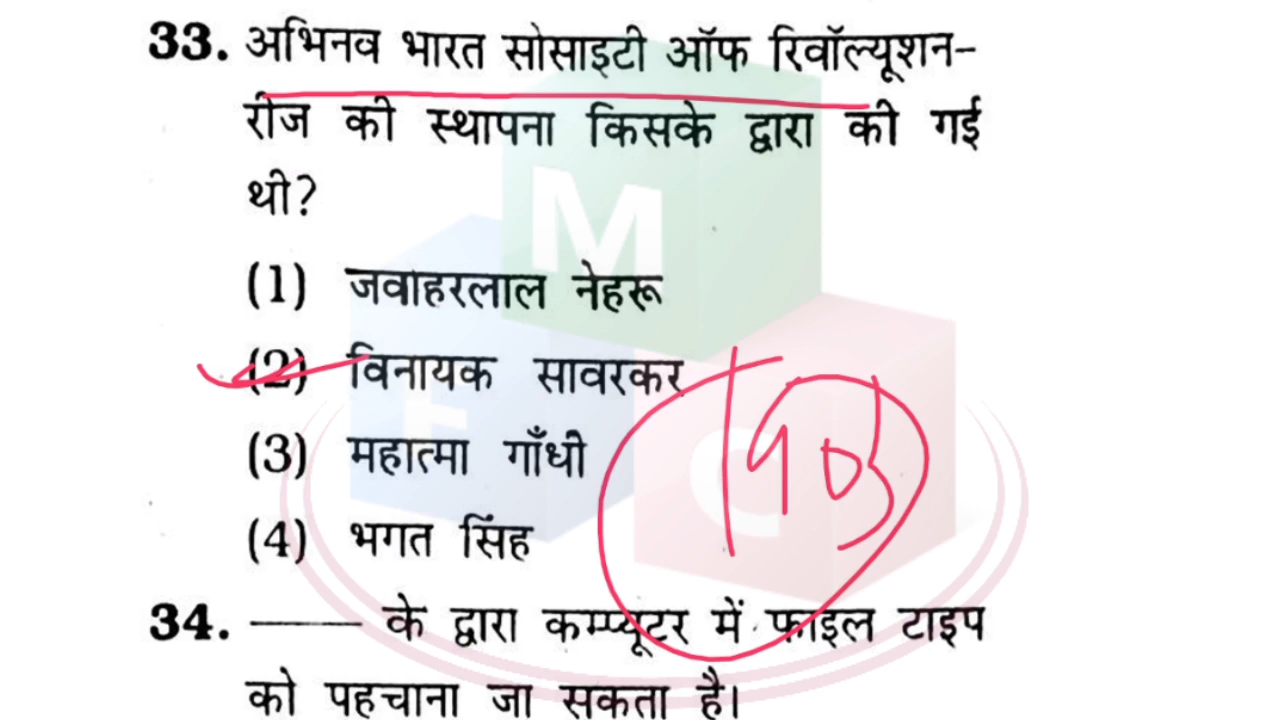 33. अभिनव भारत सोसाइटी ऑफ रिवॉल्यूशन-
रीज की स्थापना किसके द्वारा की गई
थी?
(1) जवाहरलाल नेहरू
(2) विनायक सावरकर
(3) महात्मा गाँधी
(4) भगत सिंह
1903
34. —— के द्वारा कम्प्यूटर में फाइल टाइप
को पहचाना जा सकता है।
M
F
C